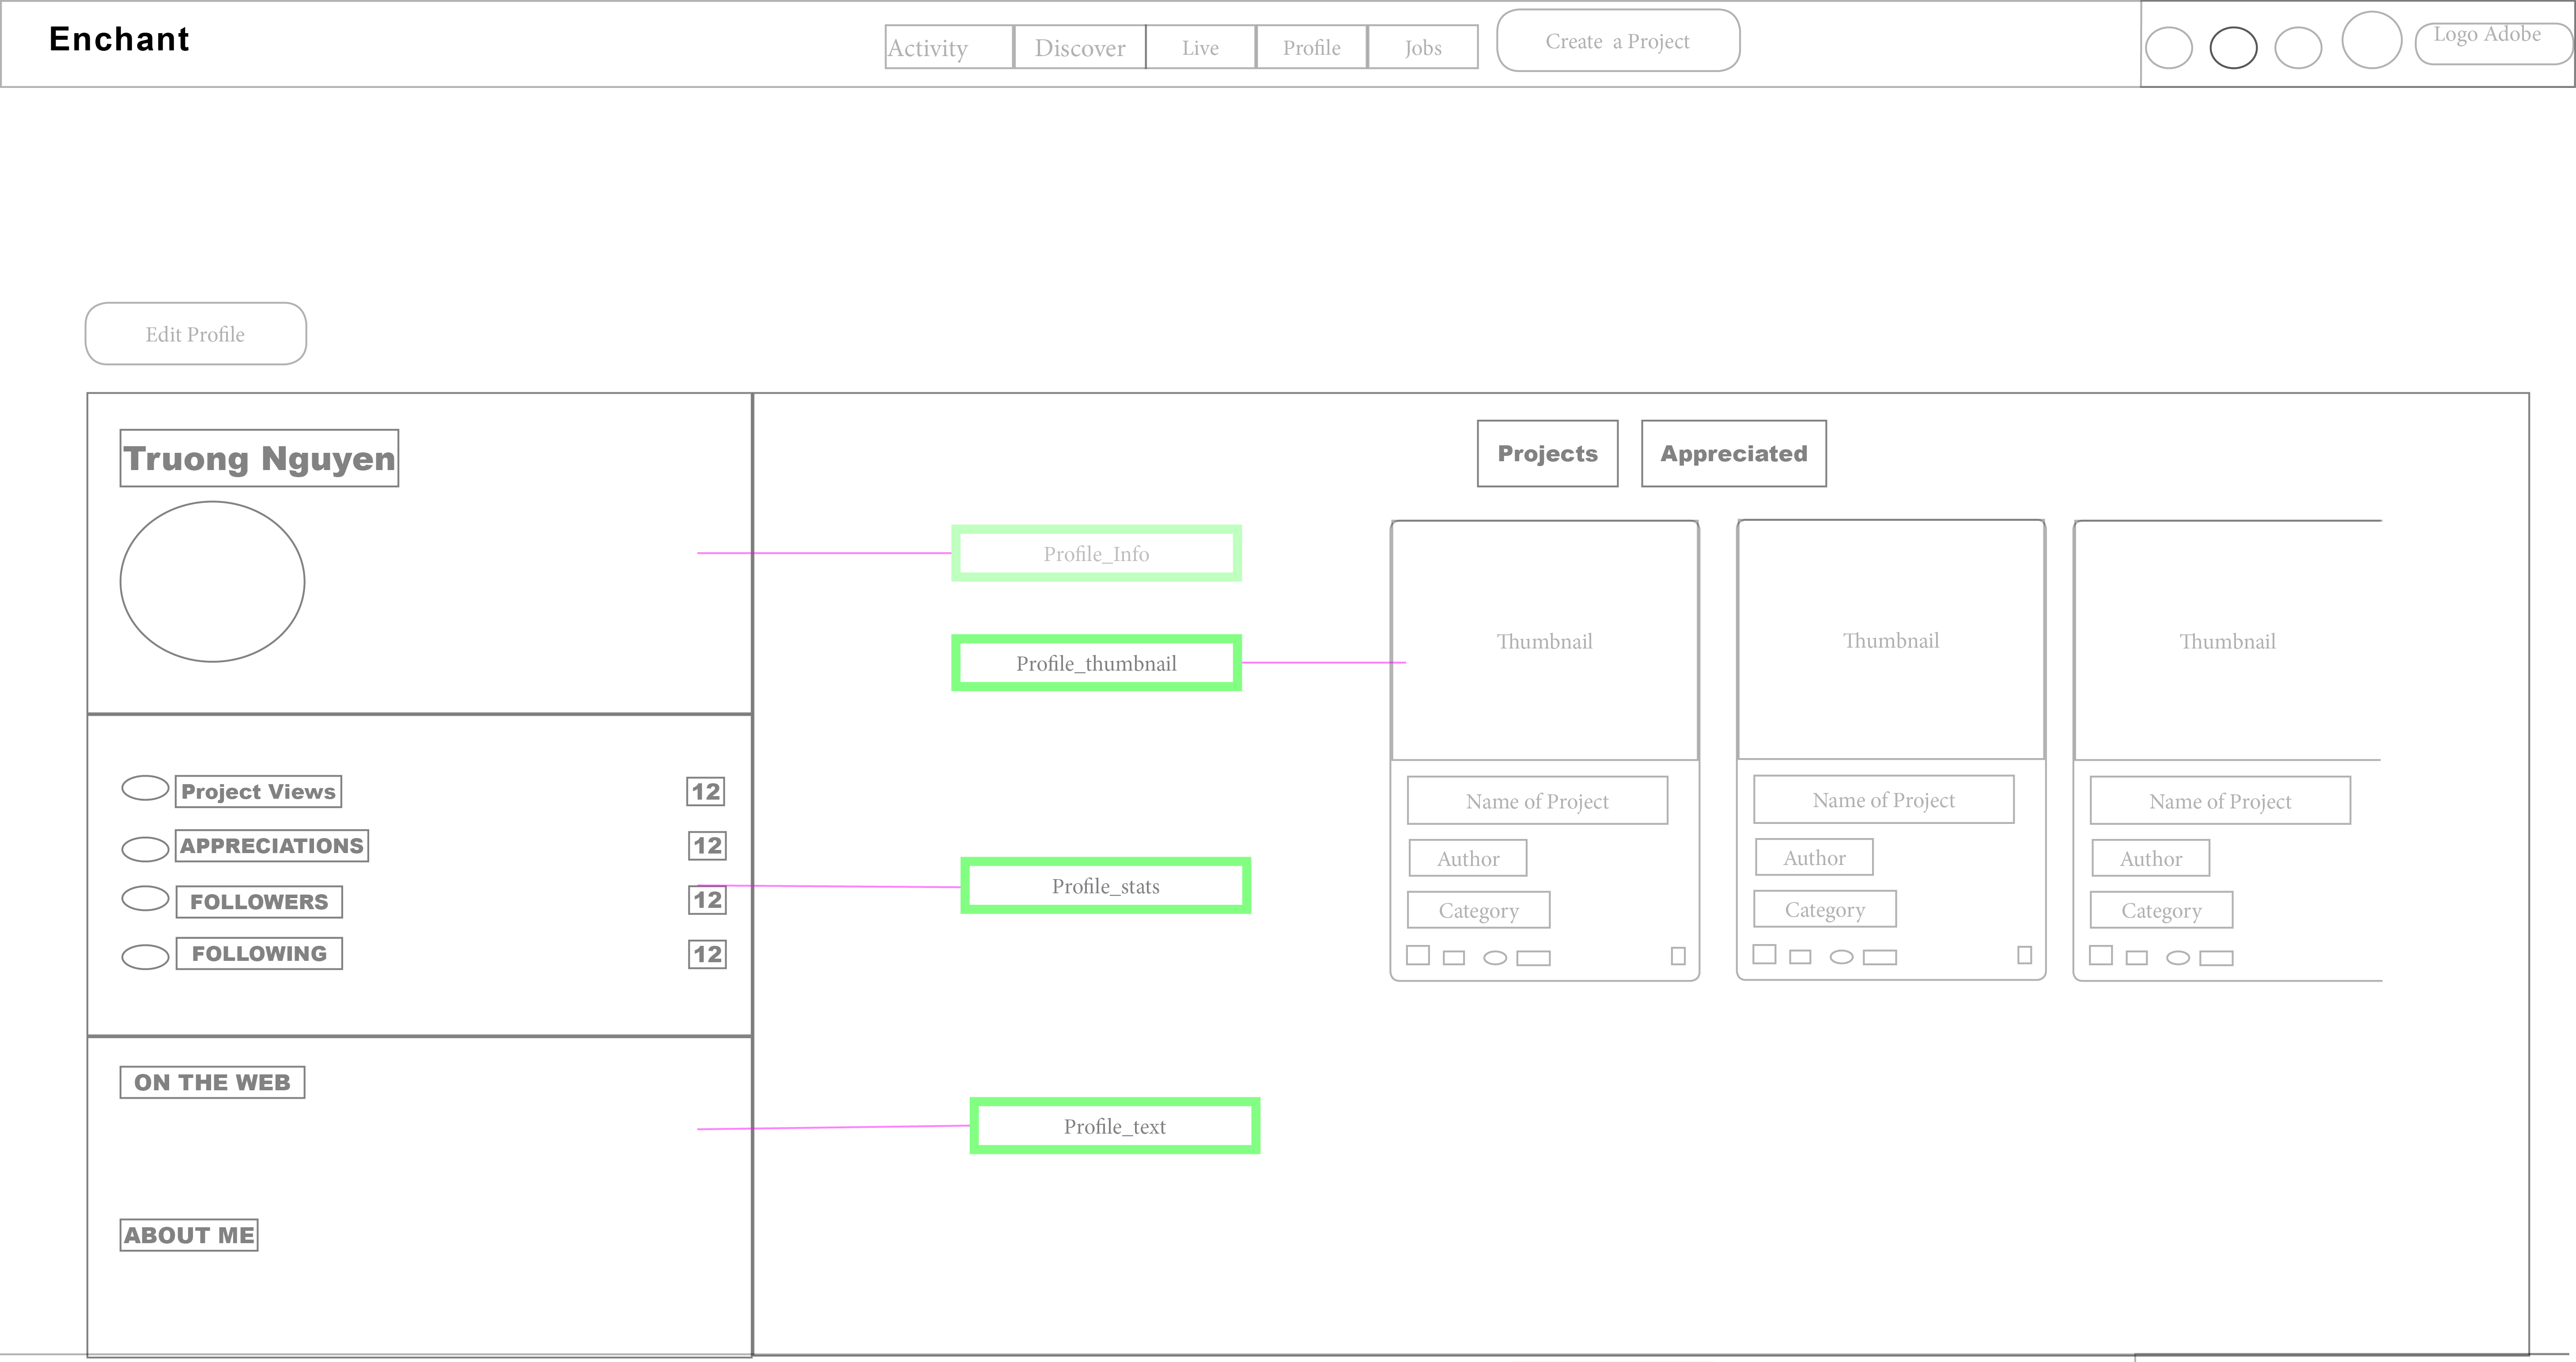 Enchant
Activity
Discover
Live
Profile
Jobs
Create a Project
Logo Adobe
Edit Profile
Truong Nguyen
Project Views
12
APPRECIATIONS
12
FOLLOWERS
12
FOLLOWING
12
ON THE WEB
ABOUT ME
Profile_Info
Profile_thumbnail
Profile_stats
Profile_text
Projects
Appreciated
Thumbnail
Name of Project
Author
Category
Thumbnail
Name of Project
Author
Category
Thumbnail
Name of Project
Author
Category